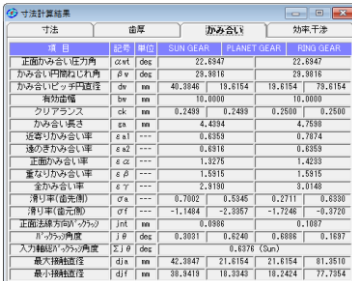 寸法計算結果
寸法 歯厚 かみ合い 効率,干渉
項 目 記号 単位 SUN GEAR PLANET GEAR RING GEAR
正面かみ合い圧力角 αwt deg 22.6947 22.6947
かみ合い円筒ねじれ角 βw deg 29.9816 29.9816
かみ合いピッチ円直径 dw mm 40.3846 19.6154 19.6154 79.6154
有効歯幅 bw mm 10.0000 10.0000
クリアランス ck mm 0.2499 0.2499 0.2500 0.2500
かみ合い長さ ga mm 4.4394 4.7598
近寄りかみ合い率 εa1 --- 0.6359 0.7874
遠のきかみ合い率 εa2 --- 0.6916 0.6359
正面かみ合い率 εα --- 1.3275 1.4233
重なりかみ合い率 εβ --- 1.5915 1.5915
全かみ合い率 εγ --- 2.9190 3.0148
滑り率(歯先側) σa --- 0.7002 0.5345 0.2711 0.6330
滑り率(歯元側) σf --- -1.1484 -2.3357 -1.7246 -0.3720
正面法線方向バックラッシ jnt mm 0.0986 0.1087
バックラッシ角度 jθ deg 0.3031 0.6240 0.6886 0.1697
入力軸総バックラッシ角度 Σjθ deg 0.6376 (Sun)
最大接触直径 dja mm 42.3847 21.6154 21.6154 81.3510
最小接触直径 djf mm 38.9419 18.3343 18.2424 77.7354